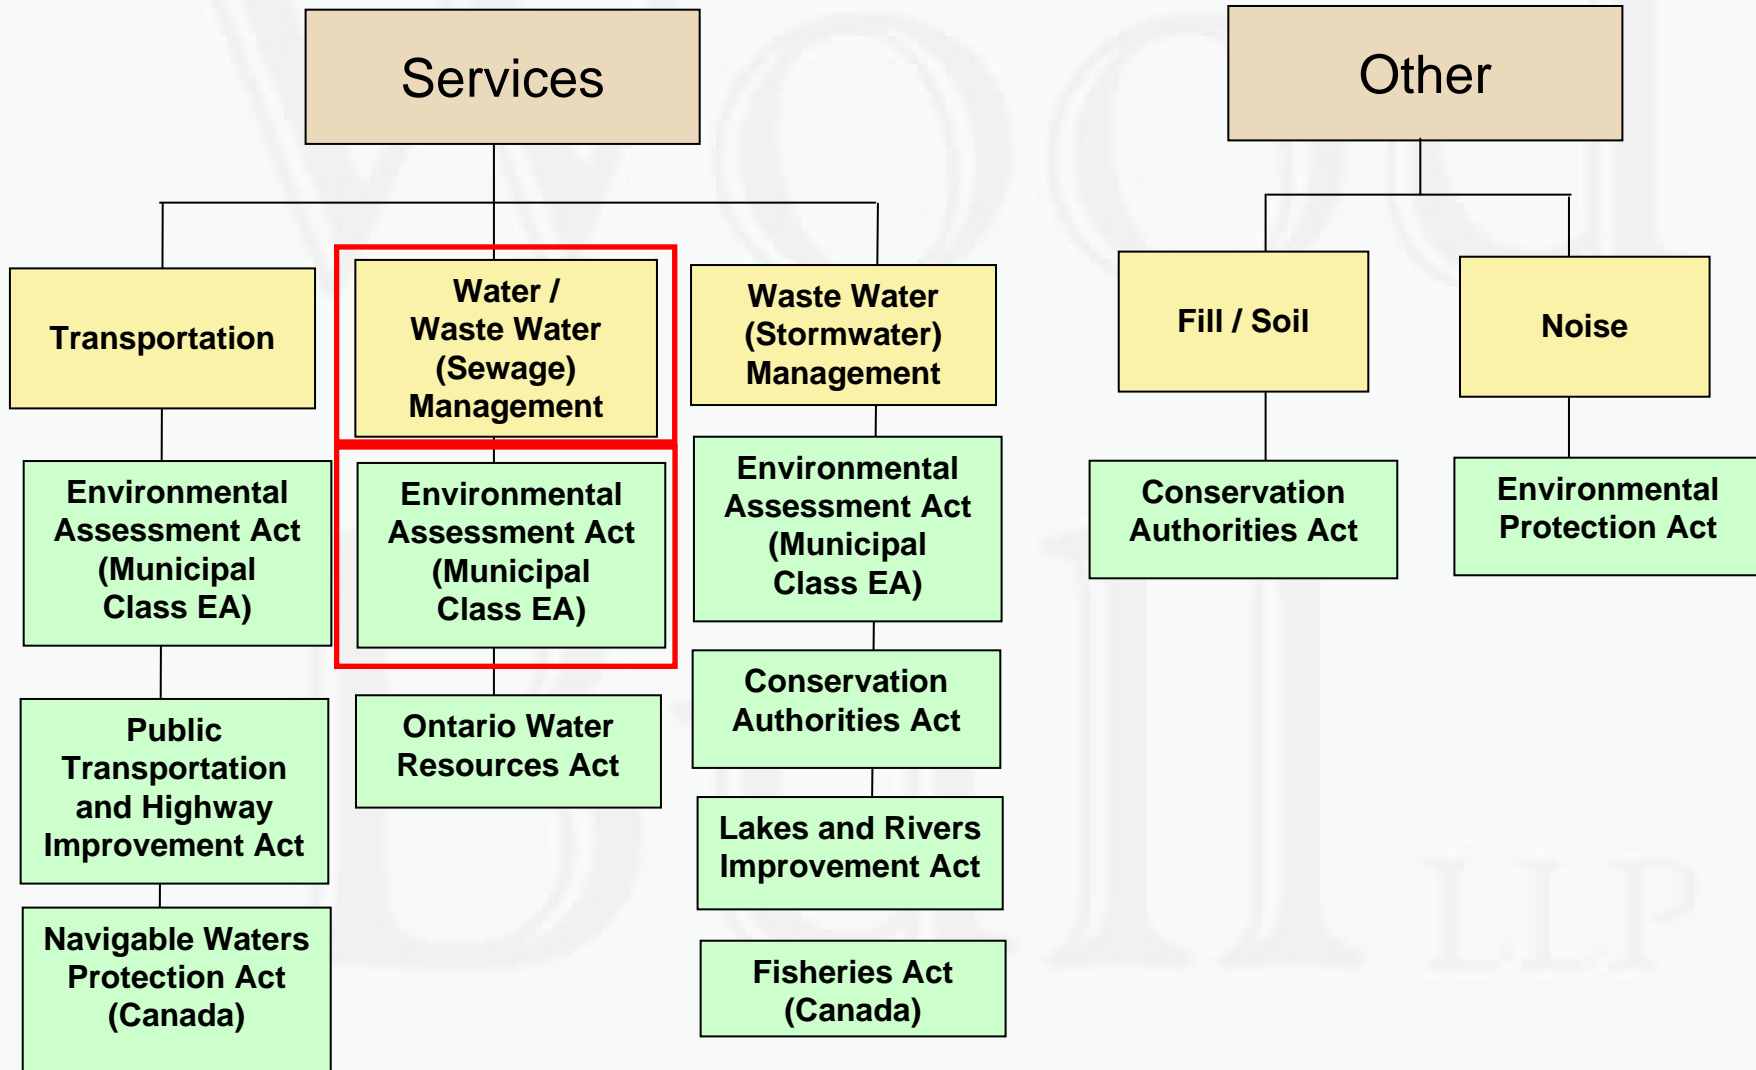 Services
Other
Transportation
Water /
Waste Water
(Sewage)
Management
Waste Water
(Stormwater)
Management
Fill / Soil
Noise
Environmental
Assessment Act
(Municipal
Class EA)
Environmental
Assessment Act
(Municipal
Class EA)
Environmental
Assessment Act
(Municipal
Class EA)
Conservation
Authorities Act
Environmental
Protection Act
Public
Transportation
and Highway
Improvement Act
Ontario Water
Resources Act
Conservation
Authorities Act
Lakes and Rivers
Improvement Act
Navigable Waters
Protection Act
(Canada)
Fisheries Act
(Canada)
Wood
Bull
LLP